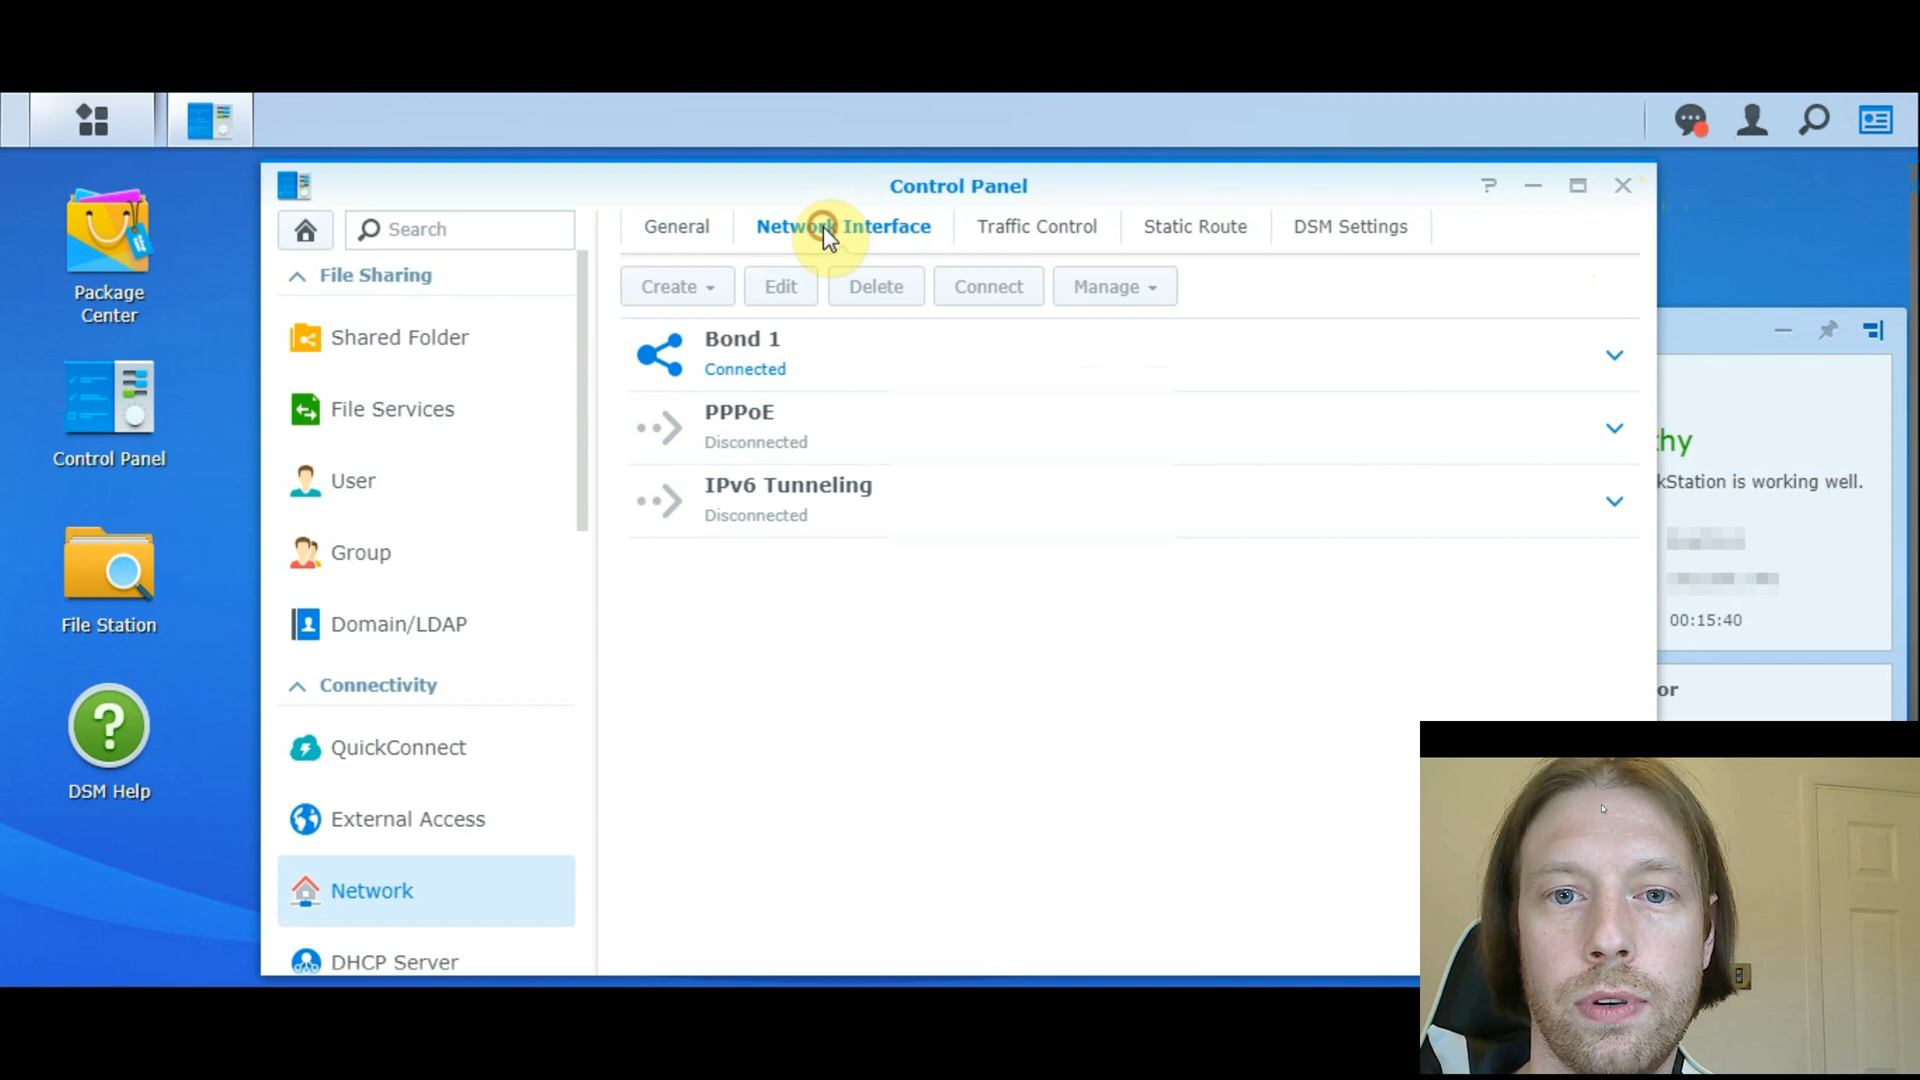 Control Panel
Search
General
Network Interface
Traffic Control
Static Route
DSM Settings
Create
Edit
Delete
Connect
Manage
Package
Center
Control Panel
File Station
DSM Help
File Sharing
Shared Folder
File Services
User
Group
Domain/LDAP
Connectivity
QuickConnect
External Access
Network
DHCP Server
Bond 1
Connected
PPPoE
Disconnected
IPv6 Tunneling
Disconnected
thy
kStation is working well.
00:15:40
or